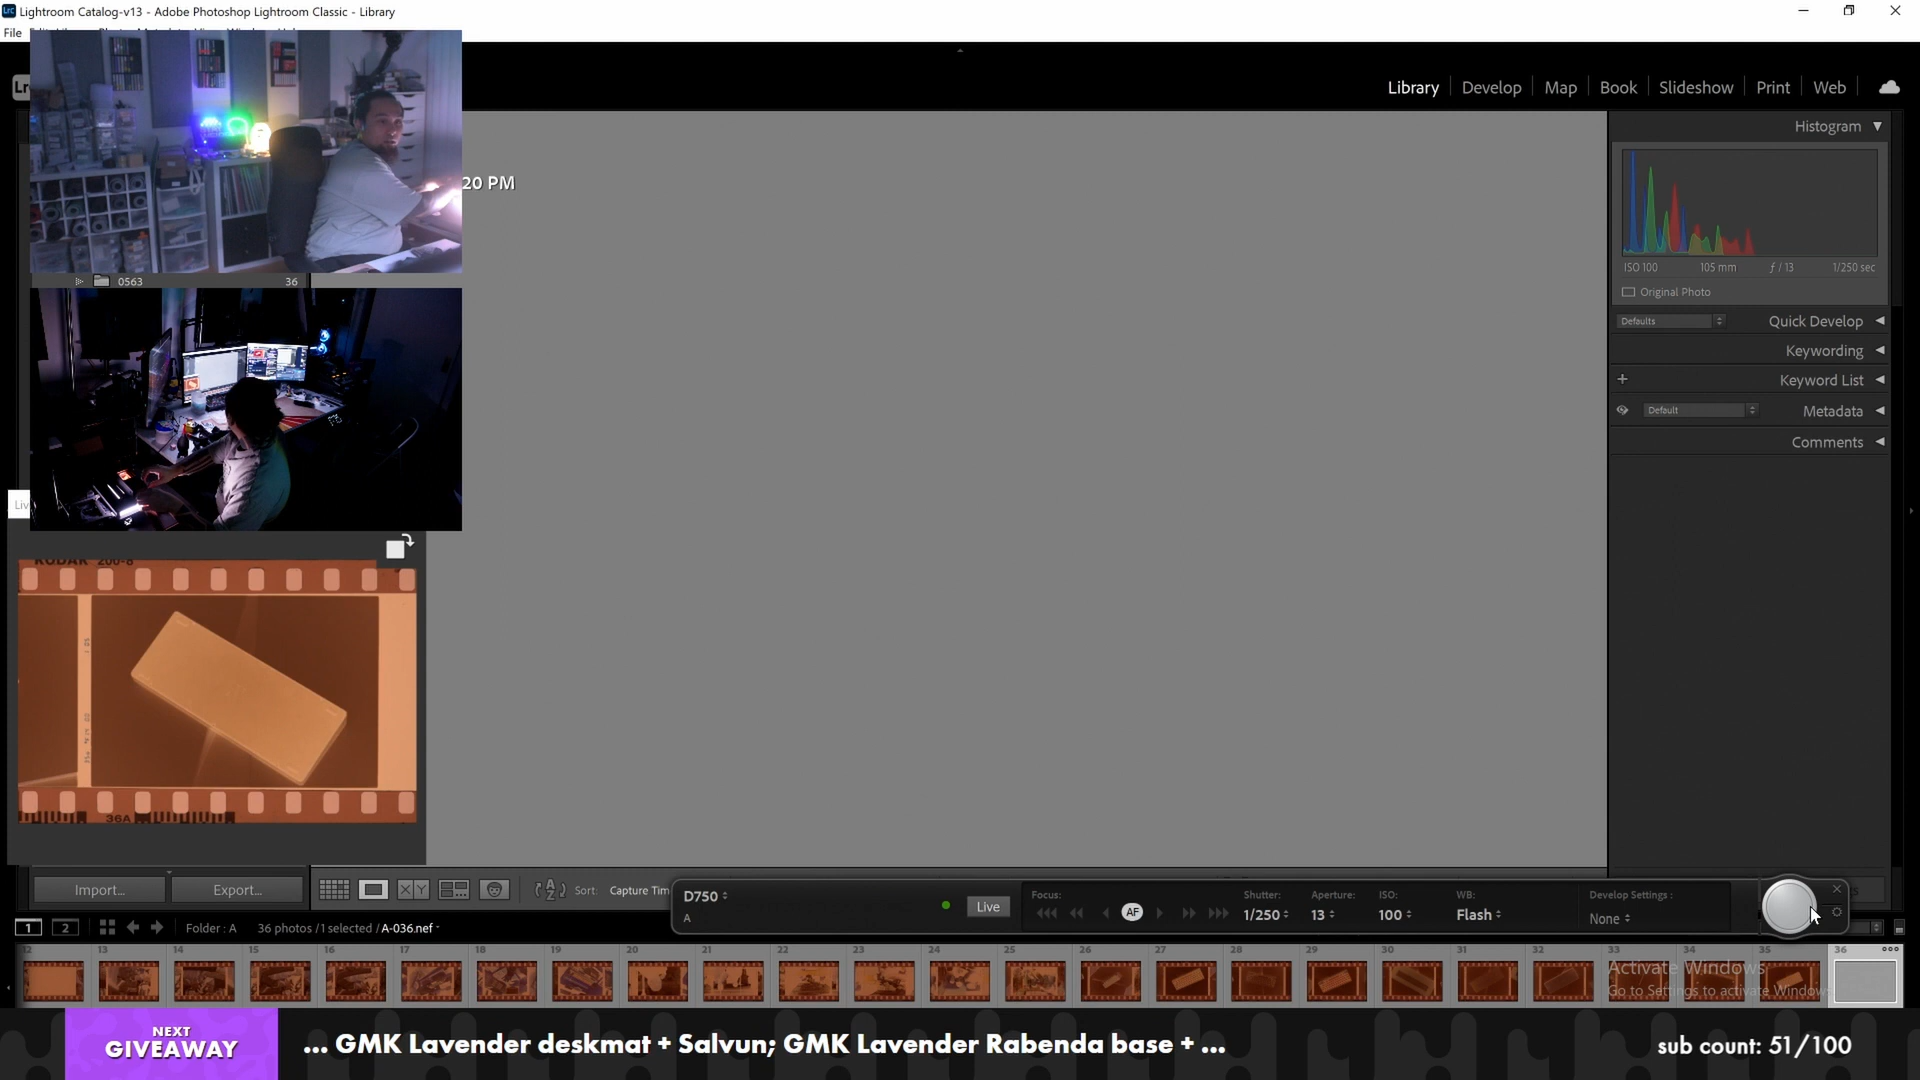 Lightroom Catalog-v13 - Adobe Photoshop Lightroom Classic - Library
File
Library
Develop
Map
Book
Slideshow
Print
Web
Histogram
ISO 100 105 mm ƒ / 13 1/250 sec
Original Photo
Defaults
Quick Develop
Keywording
Keyword List
Default
Metadata
Comments
20 PM
0563 36
Liv
KODAK 200-8
36A
Import...
Export...
XY
Sort: Capture Tim
D750
A
Live
Focus:
AF
Shutter:
1/250
Aperture:
13
ISO:
100
WB:
Flash
Develop Settings :
None
1
2
Folder : A
36 photos / 1 selected / A-036.nef
12 13 14 15 16 17 18 19 20 21 22 23 24 25 26 27 28 29 30 31 32 33 34 35 36
Activate Windows
Go to Settings to activate Windows
NEXT
GIVEAWAY
... GMK Lavender deskmat + Salvun; GMK Lavender Rabenda base + ...
sub count: 51/100